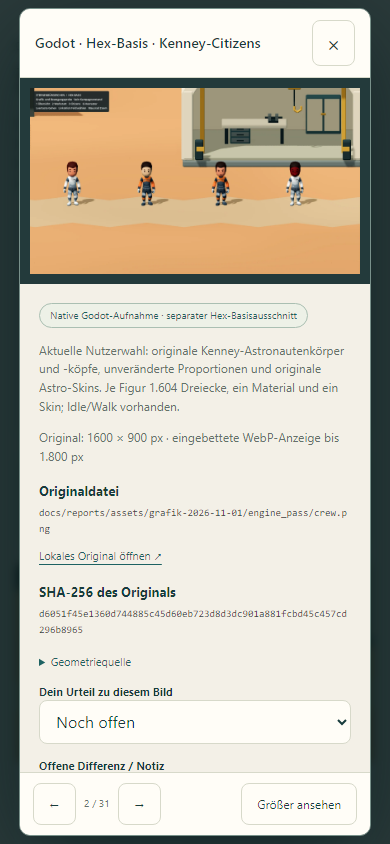 Godot · Hex-Basis · Kenney-Citizens
×
Native Godot-Aufnahme · separater Hex-Basisausschnitt
Aktuelle Nutzerwahl: originale Kenney-Astronautenkörper
und -köpfe, unveränderte Proportionen und originale
Astro-Skins. Je Figur 1.604 Dreiecke, ein Material und ein
Skin; Idle/Walk vorhanden.
Original: 1600 × 900 px · eingebettete WebP-Anzeige bis
1.800 px
Originaldatei
docs/reports/assets/grafik-2026-11-01/engine_pass/crew.p
ng
Lokales Original öffnen ↗
SHA-256 des Originals
d6051f45e1360d744885c45d60eb723d8d3dc901a881fcbd45c457cd
296b8965
▶ Geometriequelle
Dein Urteil zu diesem Bild
Noch offen
Offene Differenz / Notiz
← 2 / 31 → Größer ansehen